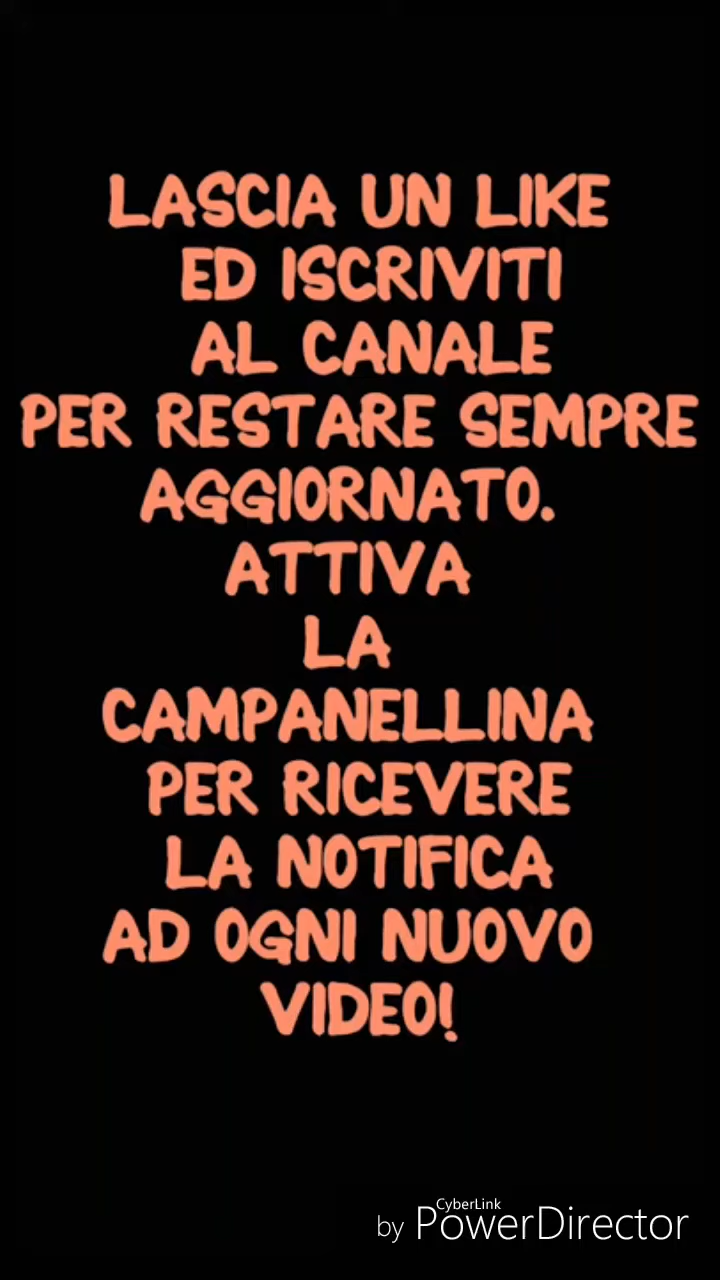 LASCIA UN LIKE
ED ISCRIVITI
AL CANALE
PER RESTARE SEMPRE
AGGIORNATO.
ATTIVA
LA
CAMPANELLINA
PER RICEVERE
LA NOTIFICA
AD OGNI NUOVO
VIDEO!
CyberLink
by PowerDirector